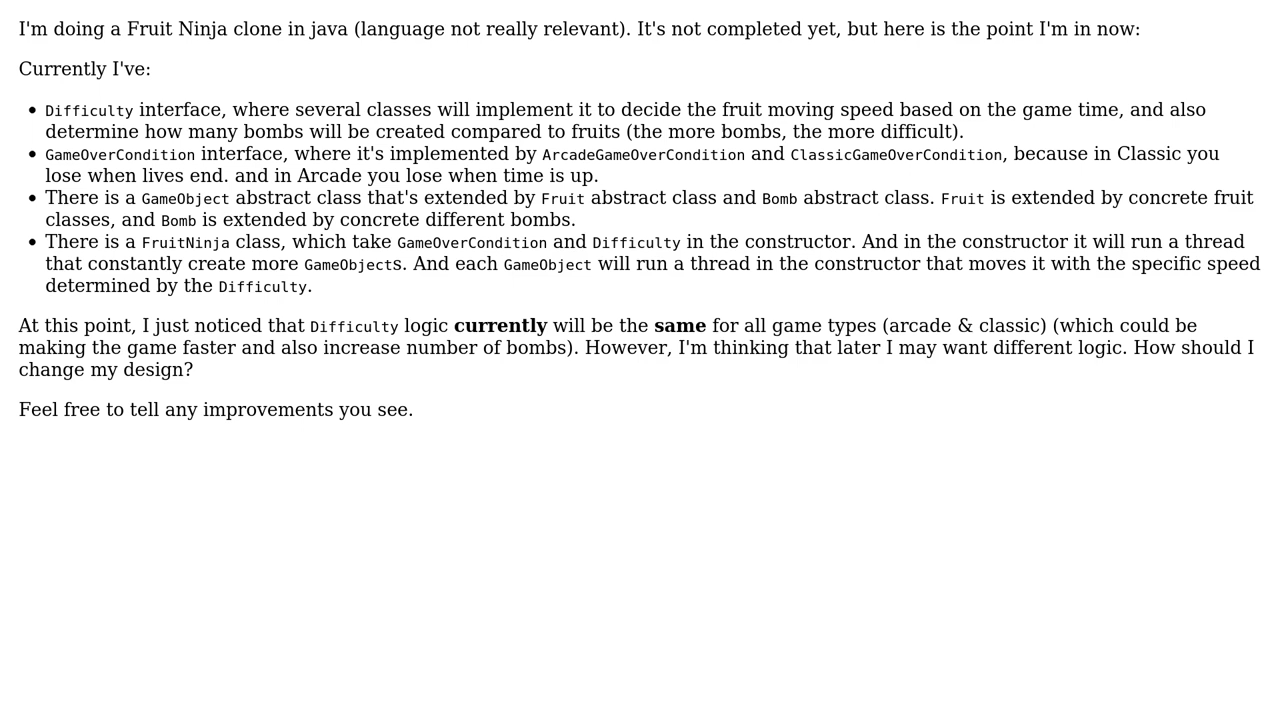 I'm doing a Fruit Ninja clone in java (language not really relevant). It's not completed yet, but here is the point I'm in now:
Currently I've:
• Difficulty interface, where several classes will implement it to decide the fruit moving speed based on the game time, and also
determine how many bombs will be created compared to fruits (the more bombs, the more difficult).
• GameOverCondition interface, where it's implemented by ArcadeGameOverCondition and ClassicGameOverCondition, because in Classic you
lose when lives end. and in Arcade you lose when time is up.
• There is a GameObject abstract class that's extended by Fruit abstract class and Bomb abstract class. Fruit is extended by concrete fruit
classes, and Bomb is extended by concrete different bombs.
• There is a FruitNinja class, which take GameOverCondition and Difficulty in the constructor. And in the constructor it will run a thread
that constantly create more GameObjects. And each GameObject will run a thread in the constructor that moves it with the specific speed
determined by the Difficulty.
At this point, I just noticed that Difficulty logic currently will be the same for all game types (arcade & classic) (which could be
making the game faster and also increase number of bombs). However, I'm thinking that later I may want different logic. How should I
change my design?
Feel free to tell any improvements you see.